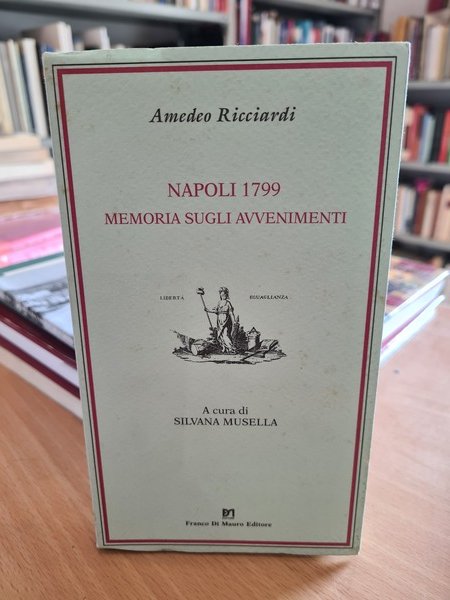 Amedeo Ricciardi
NAPOLI 1799
MEMORIA SUGLI AVVENIMENTI
LIBERTÀ EGUAGLIANZA
A cura di
SILVANA MUSELLA
Franco Di Mauro Editore